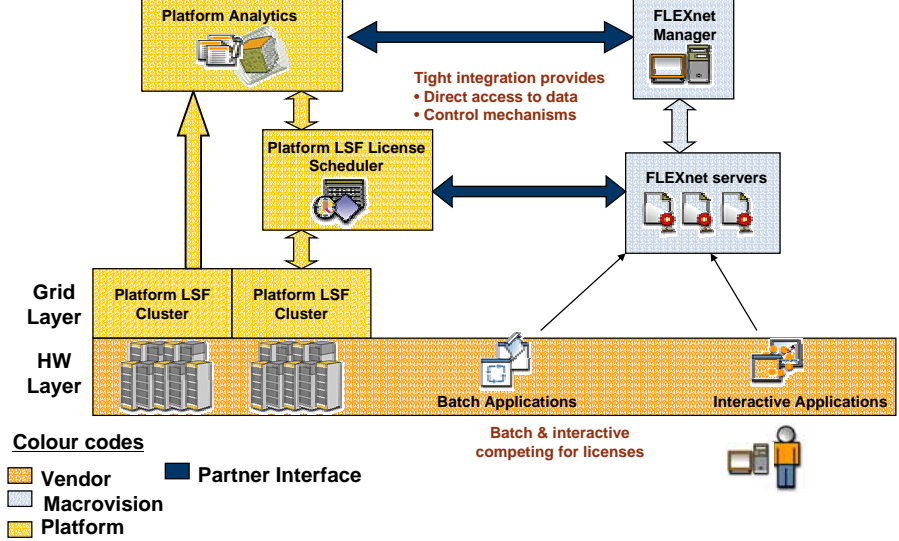 Platform Analytics
FLEXnet
Manager
Tight integration provides
• Direct access to data
• Control mechanisms
Platform LSF License
Scheduler
FLEXnet servers
Grid
Layer
Platform LSF
Cluster
Platform LSF
Cluster
HW
Layer
Batch Applications
Interactive Applications
Colour codes
Batch & interactive
competing for licenses
Vendor
Partner Interface
Macrovision
Platform